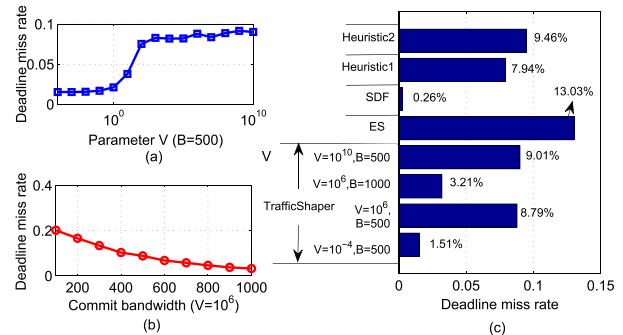 0.1
0.05
0
Deadline miss rate
10^0
10^10
Parameter V (B=500)
(a)
0.4
0.2
0
Deadline miss rate
200
400
600
800
1000
Commit bandwidth (V=10^6)
(b)
Heuristic2
9.46%
Heuristic1
7.94%
SDF
0.26%
13.03%
ES
V
TrafficShaper
V=10^10,B=500
9.01%
V=10^6,B=1000
3.21%
V=10^6,
B=500
8.79%
V=10^-4,B=500
1.51%
0
0.05
0.1
0.15
Deadline miss rate
(c)